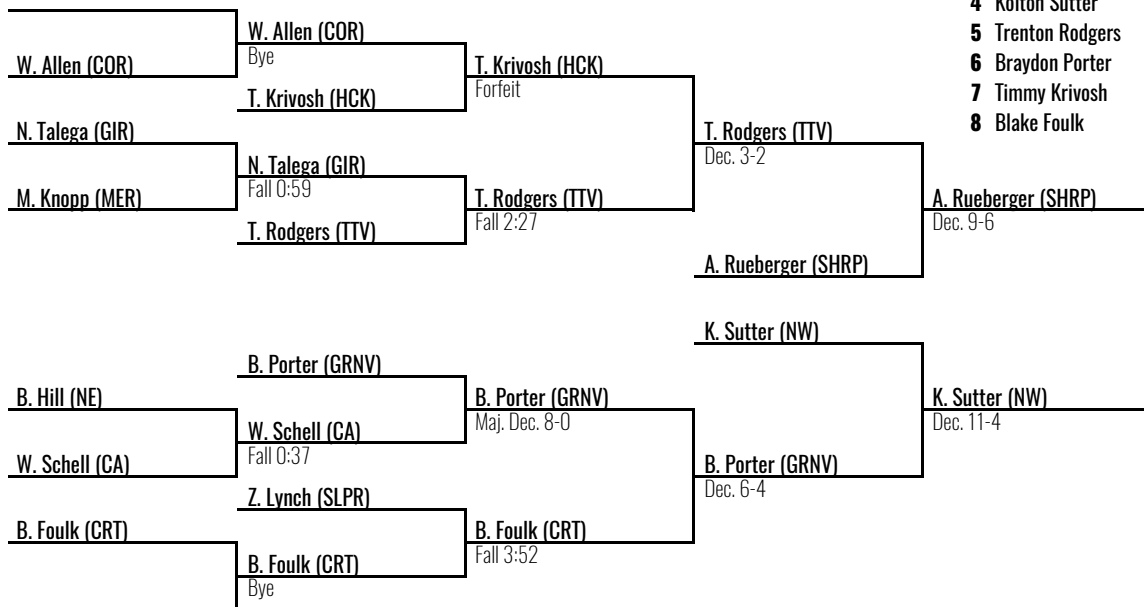 4 Kolton Sutter
5 Trenton Rodgers
6 Braydon Porter
7 Timmy Krivosh
8 Blake Foulk
W. Allen (COR)
W. Allen (COR)
Bye
T. Krivosh (HCK)
T. Krivosh (HCK)
Forfeit
N. Talega (GIR)
M. Knopp (MER)
N. Talega (GIR)
Fall 0:59
T. Rodgers (TTV)
T. Rodgers (TTV)
Fall 2:27
T. Rodgers (TTV)
Dec. 3-2
A. Rueberger (SHRP)
A. Rueberger (SHRP)
Dec. 9-6
B. Porter (GRNV)
B. Hill (NE)
W. Schell (CA)
W. Schell (CA)
Fall 0:37
B. Porter (GRNV)
Maj. Dec. 8-0
Z. Lynch (SLPR)
B. Foulk (CRT)
B. Foulk (CRT)
Bye
B. Foulk (CRT)
Fall 3:52
K. Sutter (NW)
B. Porter (GRNV)
Dec. 6-4
K. Sutter (NW)
Dec. 11-4